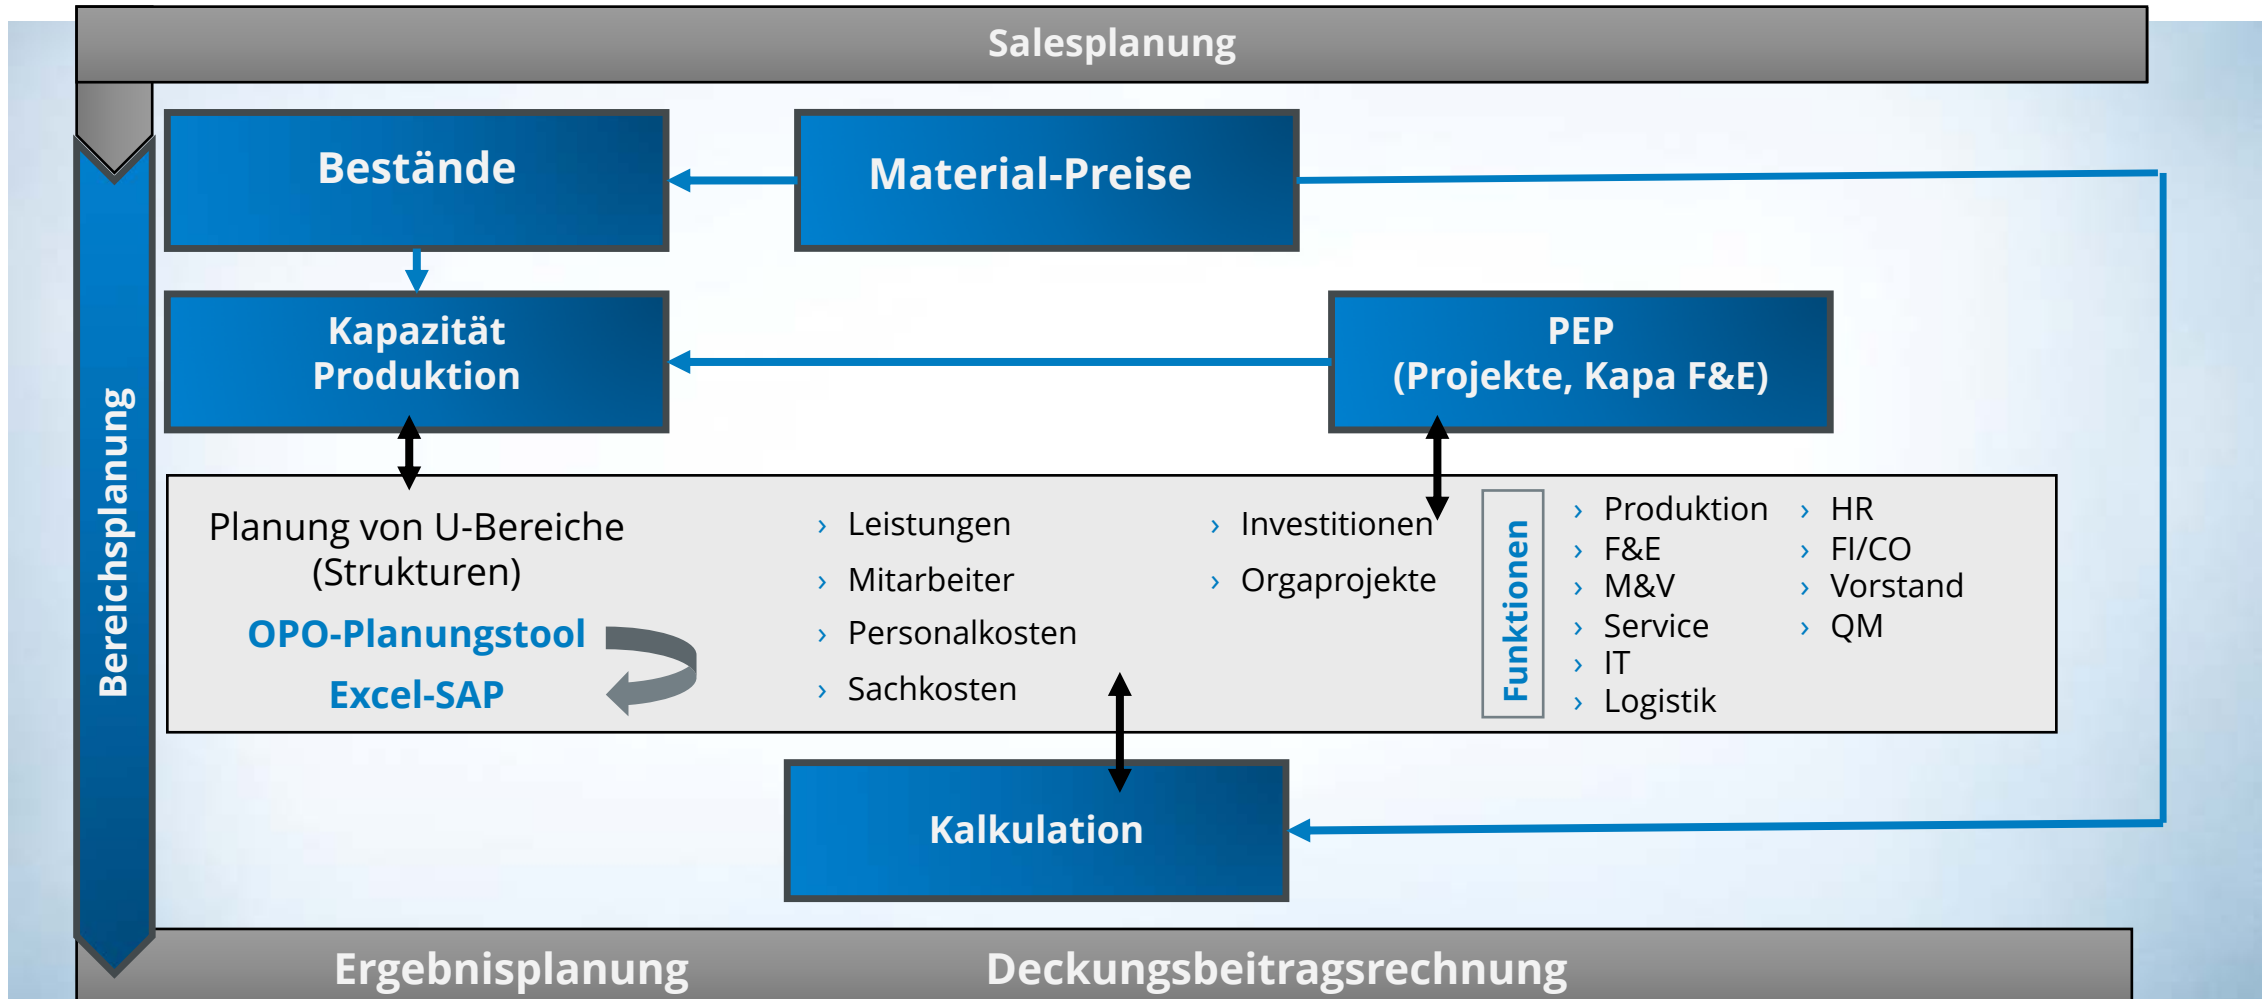 Salesplanung
Bestände
Material-Preise
Kapazität
Produktion
PEP
(Projekte, Kapa F&E)
Bereichsplanung
Planung von U-Bereiche
(Strukturen)
OPO-Planungstool
Excel-SAP
› Leistungen
› Mitarbeiter
› Personalkosten
› Sachkosten
› Investitionen
› Orgaprojekte
Funktionen
› Produktion
› F&E
› M&V
› Service
› IT
› Logistik
› HR
› FI/CO
› Vorstand
› QM
Kalkulation
Ergebnisplanung
Deckungsbeitragsrechnung